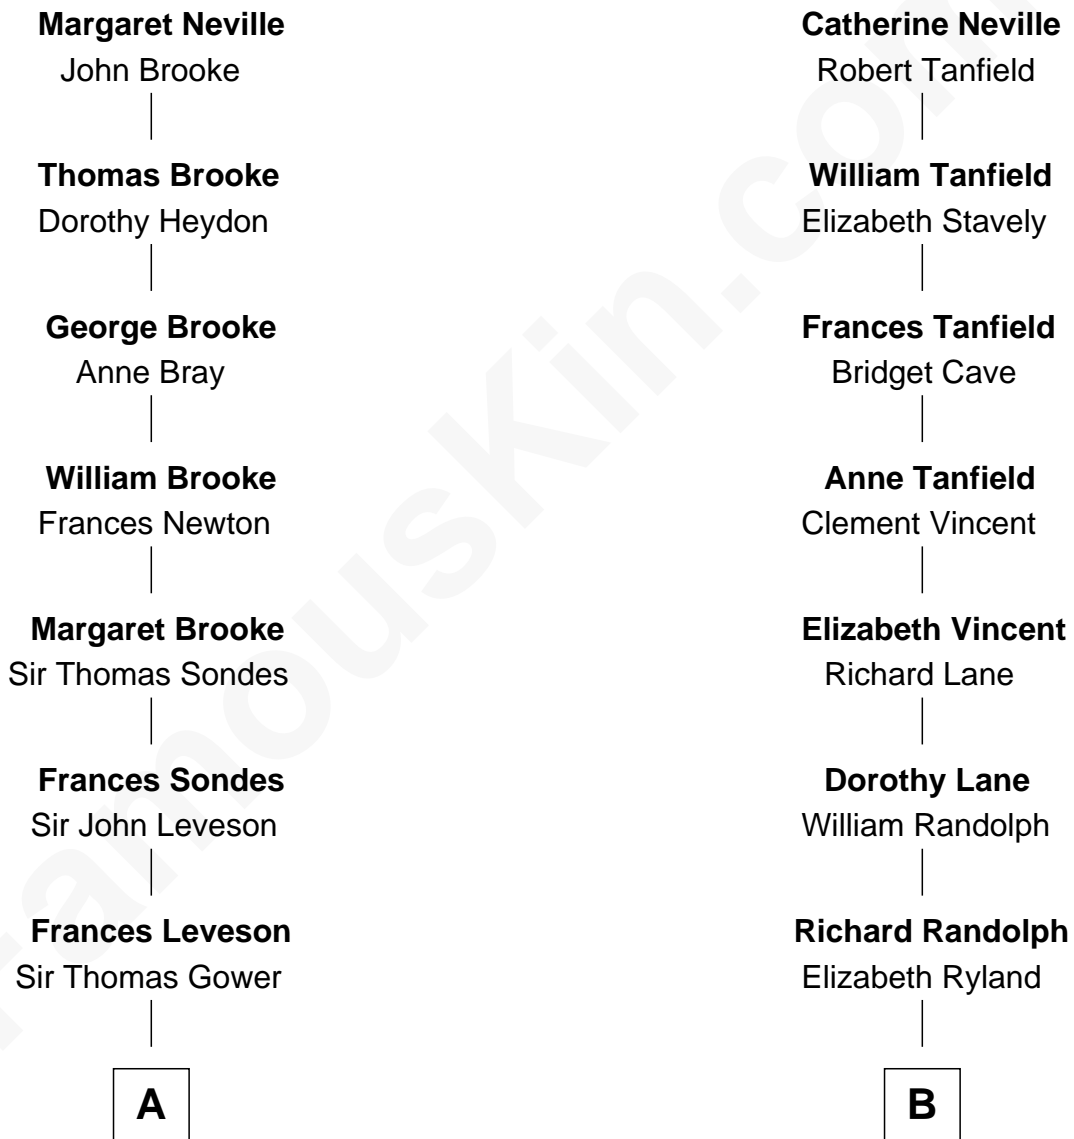 Margaret Neville
John Brooke
Thomas Brooke
Dorothy Heydon
George Brooke
Anne Bray
William Brooke
Frances Newton
Margaret Brooke
Sir Thomas Sondes
Frances Sondes
Sir John Leveson
Frances Leveson
Sir Thomas Gower
A
Catherine Neville
Robert Tanfield
William Tanfield
Elizabeth Stavely
Frances Tanfield
Bridget Cave
Anne Tanfield
Clement Vincent
Elizabeth Vincent
Richard Lane
Dorothy Lane
William Randolph
Richard Randolph
Elizabeth Ryland
B
FamousKin.com